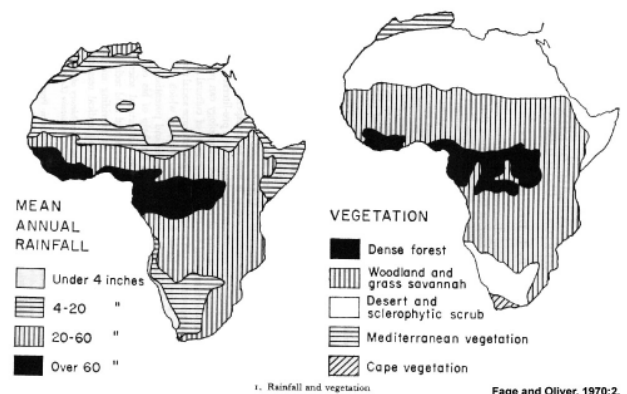 MEAN
ANNUAL
RAINFALL
Under 4 inches
4-20 "
20-60 "
Over 60 "
VEGETATION
Dense forest
Woodland and
grass savannah
Desert and
sclerophytic scrub
Mediterranean vegetation
Cape vegetation
1. Rainfall and vegetation
Fage and Oliver, 1970:2.